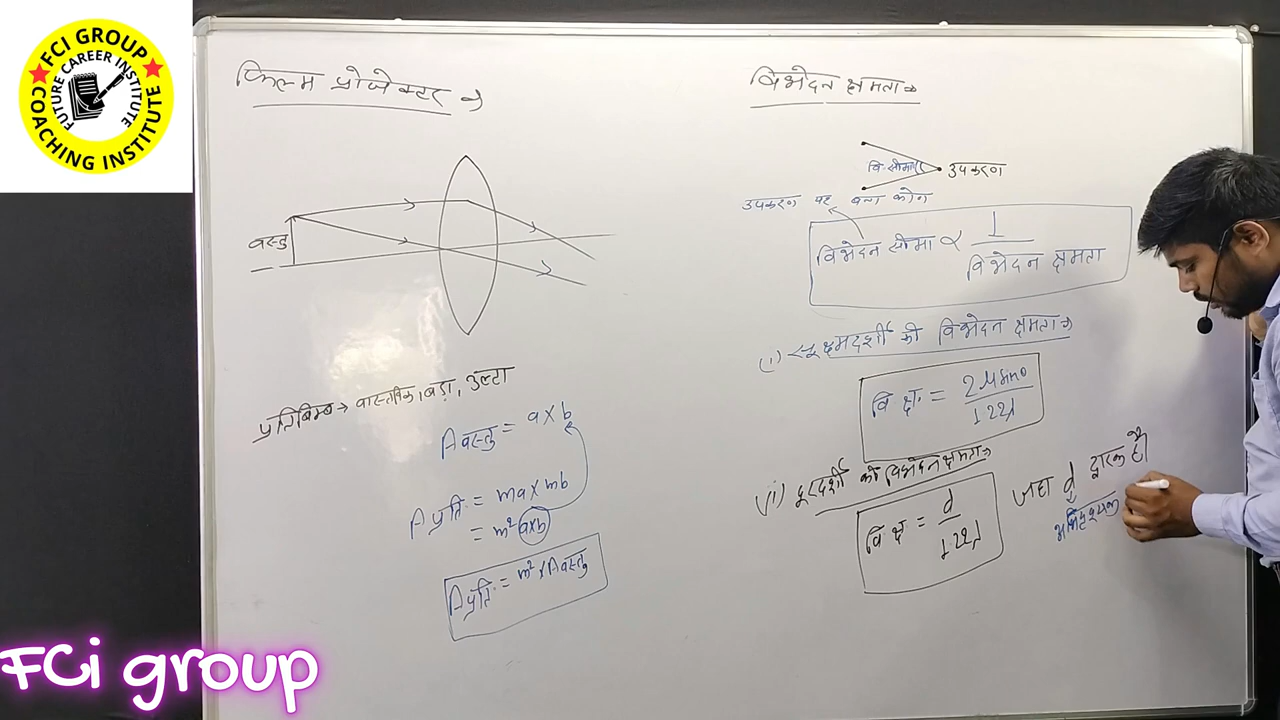 FCI GROUP
FUTURE CAREER INSTITUTE
COACHING INSTITUTE
फिल्म प्रोजेक्टर →
वस्तु
प्रतिबिम्ब → वास्तविक, बड़ा, उल्टा
Aवस्तु = a×b
Aप्रति. = ma×mb
= m² a×b
Aप्रति. = m² × Aवस्तु
विभेदन क्षमता →
वि. सीमा
उपकरण
उपकरण पर बना कोण
विभेदन सीमा ∝ 1/विभेदन क्षमता
(i) सूक्ष्मदर्शी की विभेदन क्षमता →
वि. क्ष. = 2μsinθ/1.22λ
(ii) दूरदर्शी की विभेदन क्षमता →
वि. क्ष. = d/1.22λ
जहा d द्वारक है
अभिदृश्यक
FCi group